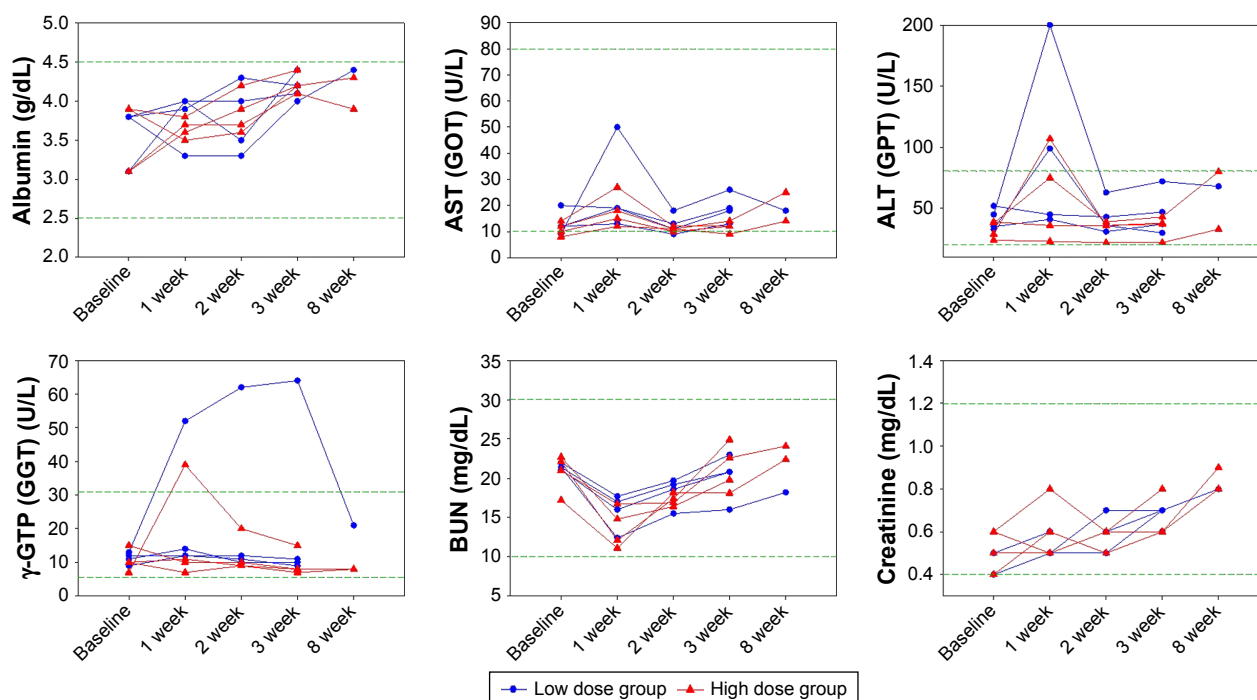 Albumin (g/dL)
5.0
4.5
4.0
3.5
3.0
2.5
2.0
Baseline
1 week
2 week
3 week
8 week
AST (GOT) (U/L)
90
80
70
60
50
40
30
20
10
0
Baseline
1 week
2 week
3 week
8 week
ALT (GPT) (U/L)
200
150
100
50
Baseline
1 week
2 week
3 week
8 week
γ-GTP (GGT) (U/L)
70
60
50
40
30
20
10
0
Baseline
1 week
2 week
3 week
8 week
BUN (mg/dL)
35
30
25
20
15
10
5
Baseline
1 week
2 week
3 week
8 week
Creatinine (mg/dL)
1.4
1.2
1.0
0.8
0.6
0.4
Baseline
1 week
2 week
3 week
8 week
Low dose group
High dose group